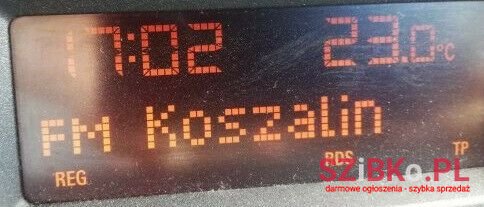 17:02 23.0°C
FM Koszalin
REG RDS TP
SZiBKo.PL
darmowe ogłoszenia - szybka sprzedaż